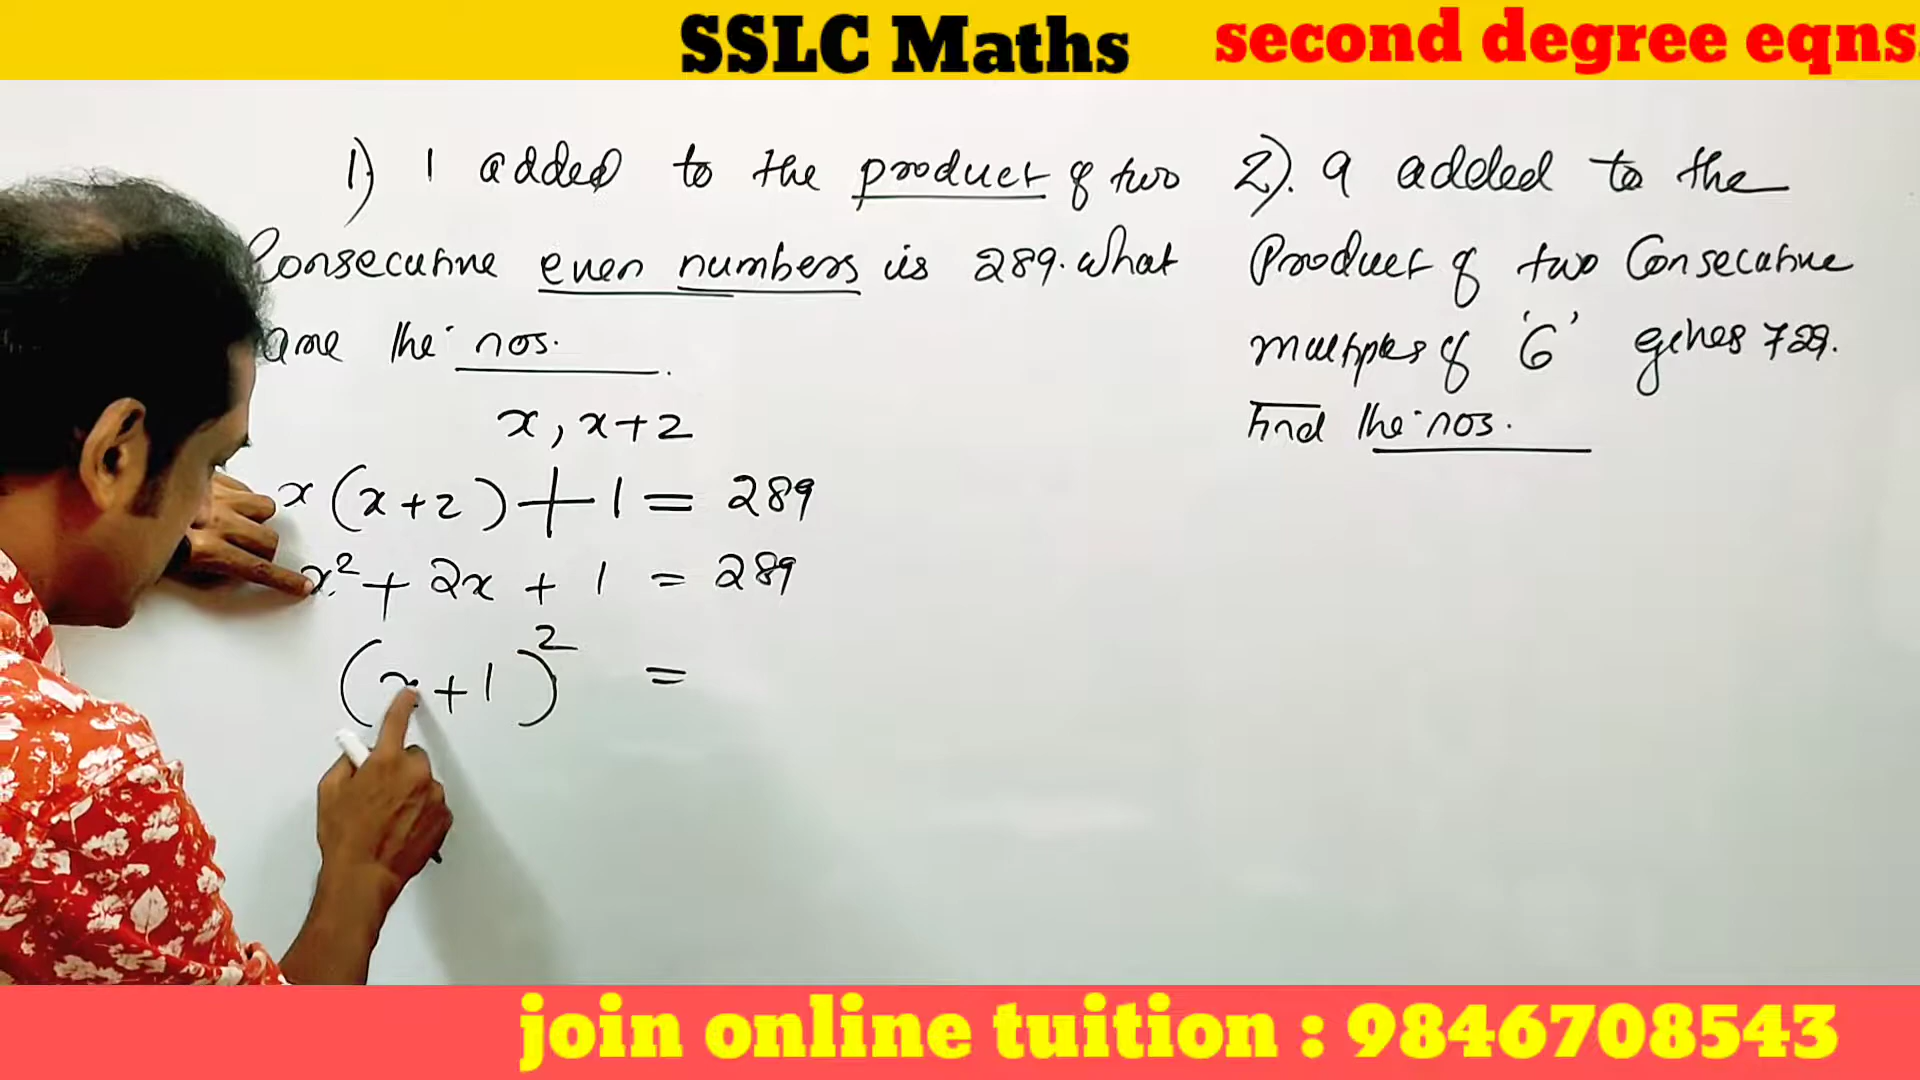 SSLC Maths second degree eqns
1) 1 added to the product of two
Consecutive even numbers is 289. what
are the nos.
x, x+2
x (x+2) + 1 = 289
x² + 2x + 1 = 289
(x+1)² =
2). 9 added to the
Product of two Consecutive
multiples of '6' gives 729.
Find the nos.
join online tuition : 9846708543